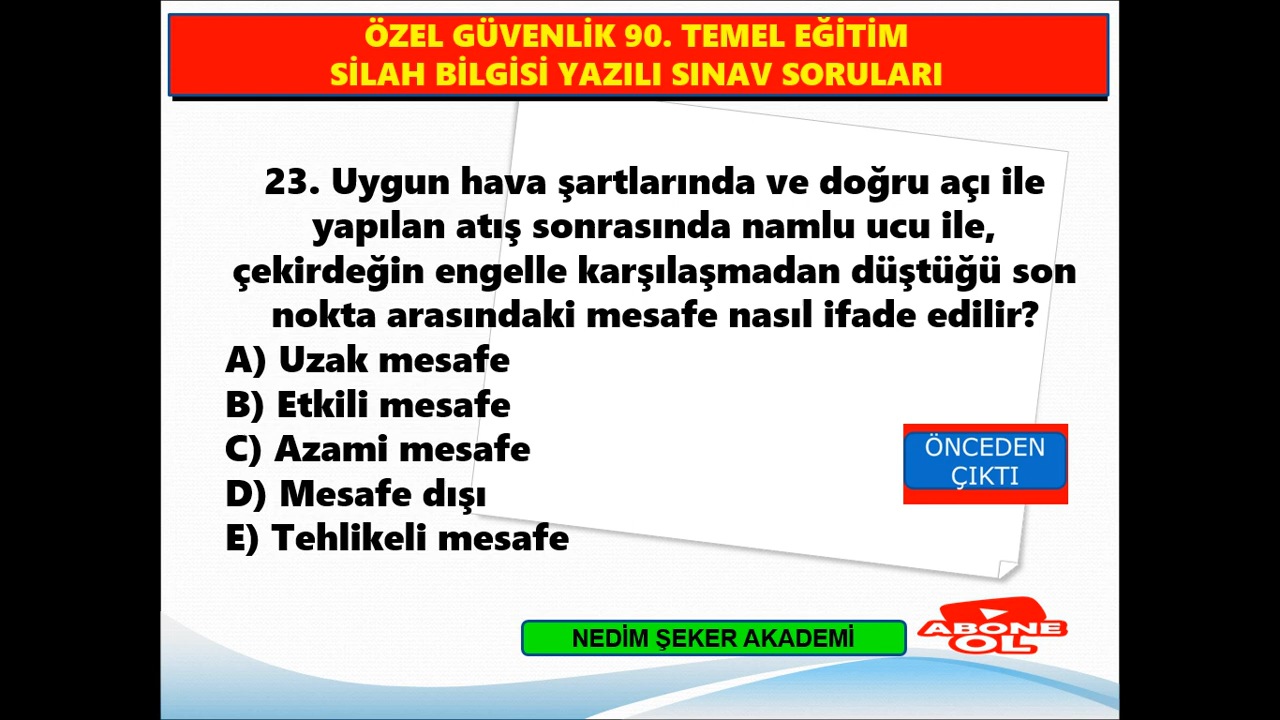 ÖZEL GÜVENLİK 90. TEMEL EĞİTİM
SİLAH BİLGİSİ YAZILI SINAV SORULARI
23. Uygun hava şartlarında ve doğru açı ile
yapılan atış sonrasında namlu ucu ile,
çekirdeğin engelle karşılaşmadan düştüğü son
nokta arasındaki mesafe nasıl ifade edilir?
A) Uzak mesafe
B) Etkili mesafe
C) Azami mesafe
D) Mesafe dışı
E) Tehlikeli mesafe
ÖNCEDEN
ÇIKTI
NEDİM ŞEKER AKADEMİ
ABONE
OL